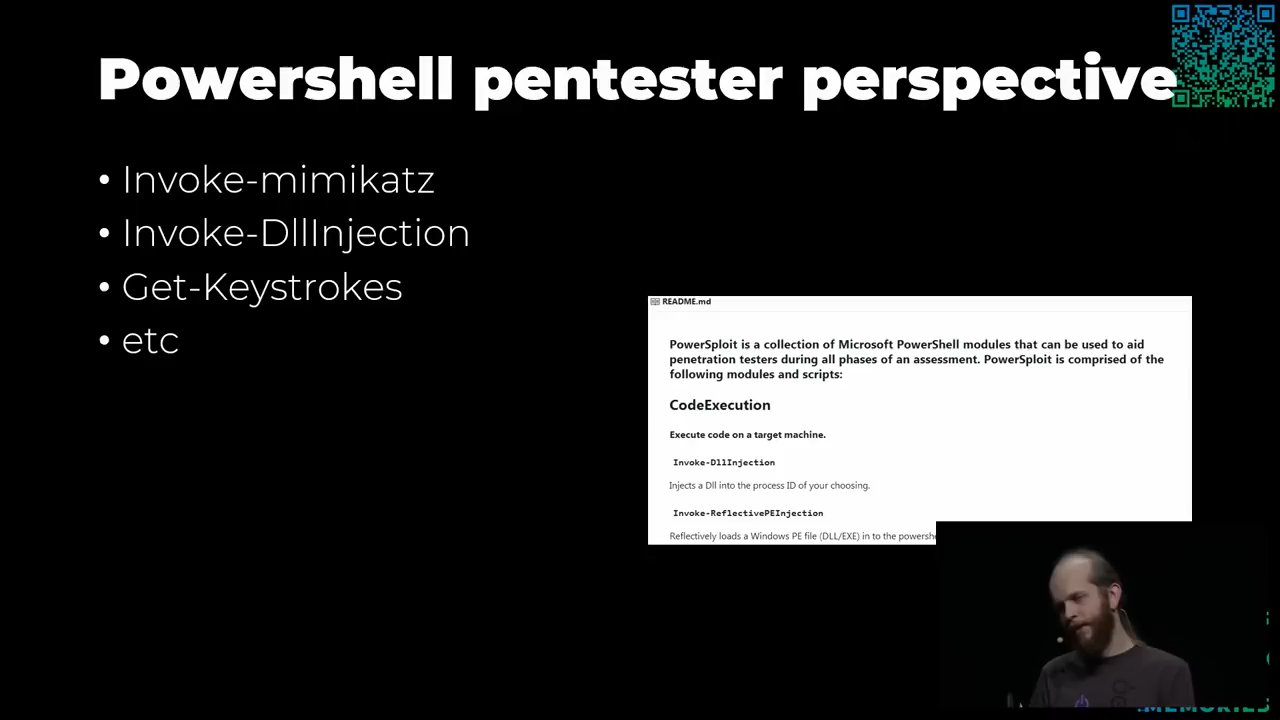 Powershell pentester perspective
• Invoke-mimikatz
• Invoke-DllInjection
• Get-Keystrokes
• etc
README.md
PowerSploit is a collection of Microsoft PowerShell modules that can be used to aid
penetration testers during all phases of an assessment. PowerSploit is comprised of the
following modules and scripts:
CodeExecution
Execute code on a target machine.
Invoke-DllInjection
Injects a Dll into the process ID of your choosing.
Invoke-ReflectivePEInjection
Reflectively loads a Windows PE file (DLL/EXE) in to the